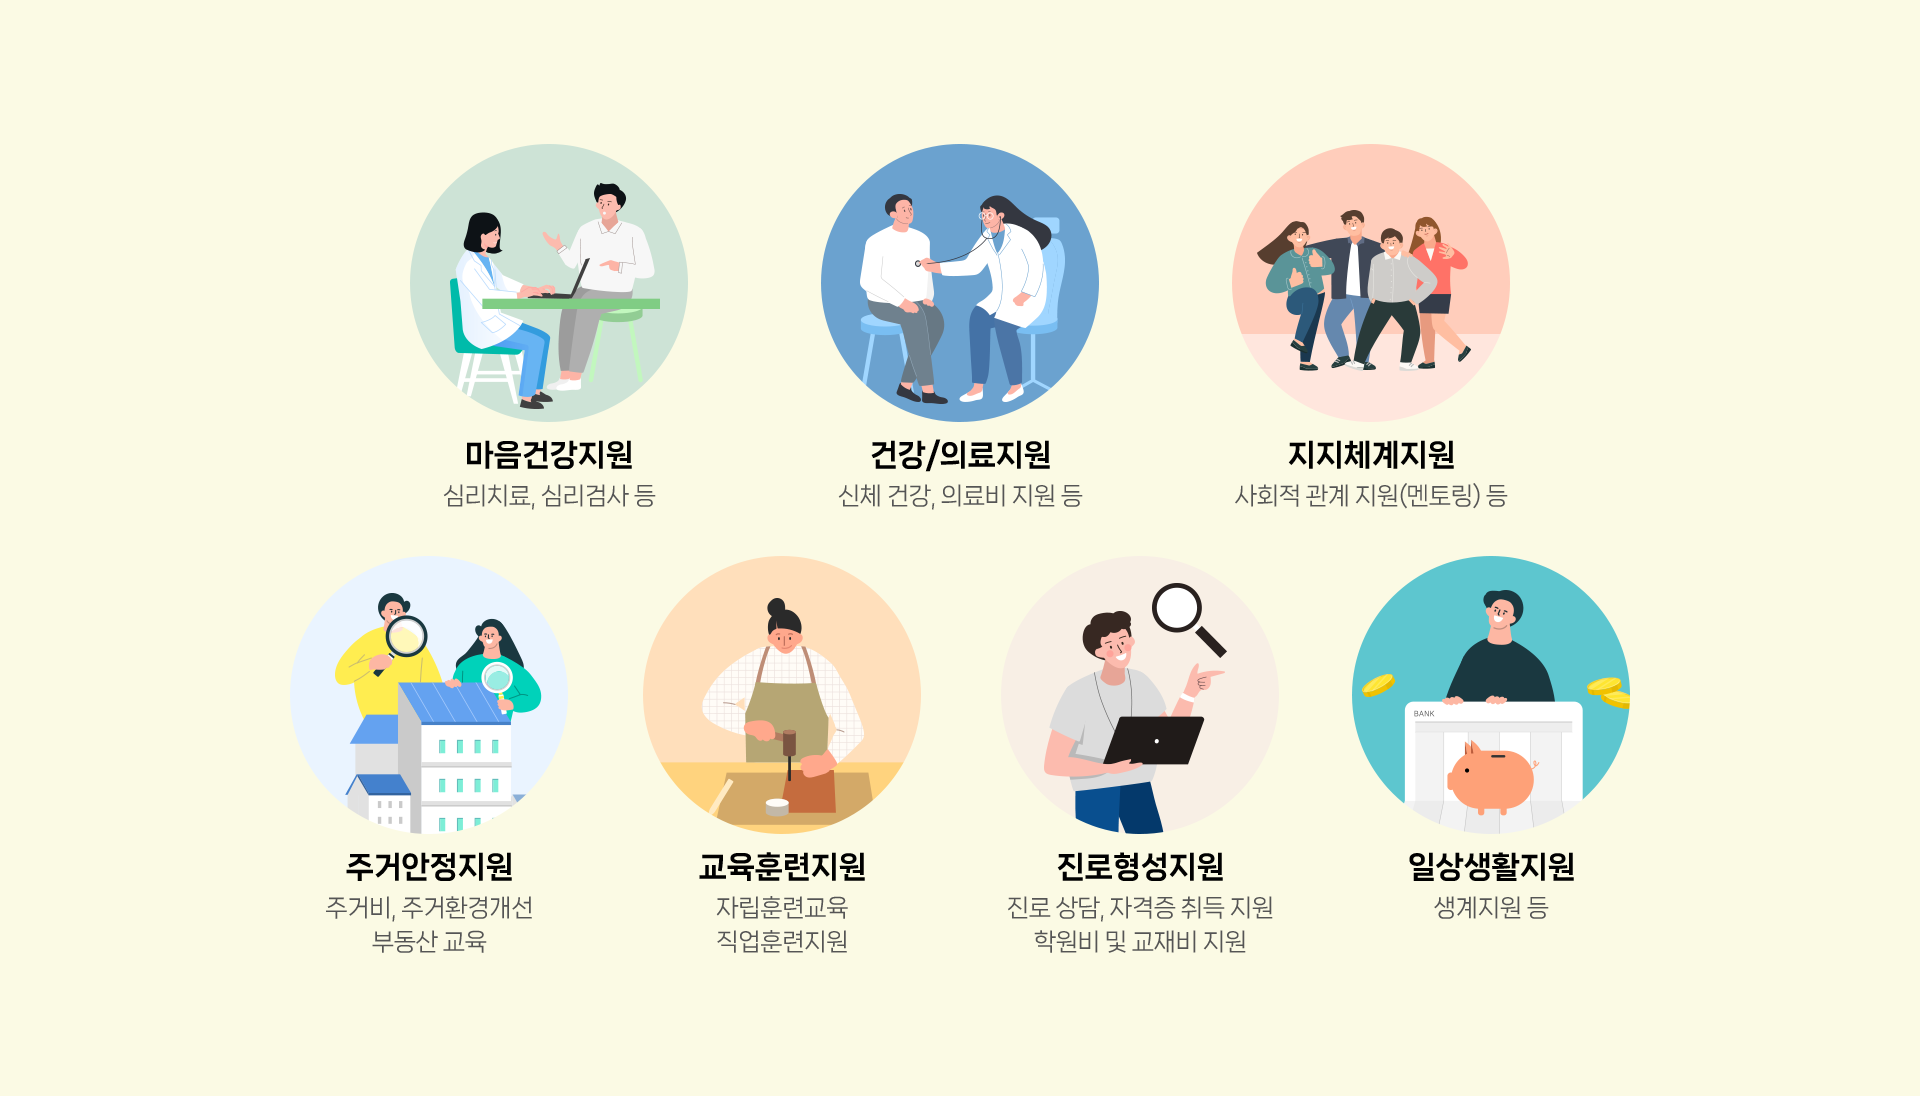 마음건강지원
심리치료, 심리검사 등
건강/의료지원
신체 건강, 의료비 지원 등
지지체계지원
사회적 관계 지원(멘토링) 등
BANK
주거안정지원
주거비, 주거환경개선
부동산 교육
교육훈련지원
자립훈련교육
직업훈련지원
진로형성지원
진로 상담, 자격증 취득 지원
학원비 및 교재비 지원
일상생활지원
생계지원 등